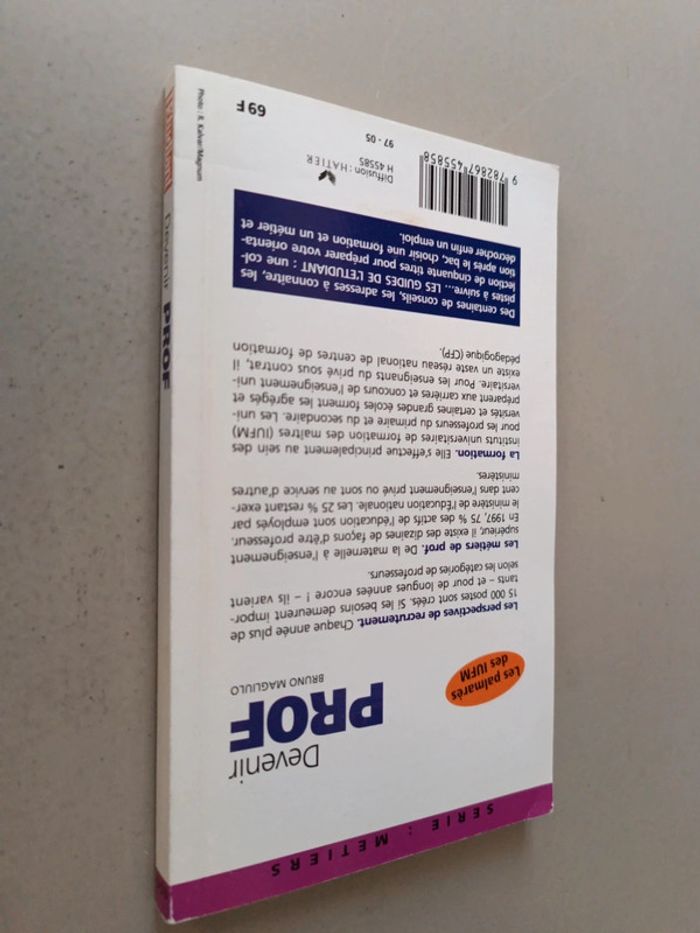 SERIE : METIERS
Devenir
PROF
BRUNO MAGLIULO
Les palmarès
des IUFM
Les perspectives de recrutement. Chaque année plus de
15 000 postes sont créés. Si les besoins demeurent impor-
tants – et pour de longues années encore ! – ils varient
selon les catégories de professeurs.
Les métiers de prof. De la maternelle à l'enseignement
supérieur, il existe des dizaines de façons d'être professeur.
En 1997, 75 % des actifs de l'éducation sont employés par
le ministère de l'Éducation nationale. Les 25 % restant exer-
cent dans l'enseignement privé ou sont au service d'autres
ministères.
La formation. Elle s'effectue principalement au sein des
instituts universitaires de formation des maîtres (IUFM)
pour les professeurs du primaire et du secondaire. Les uni-
versités et certaines grandes écoles forment les agrégés et
préparent aux carrières et concours de l'enseignement uni-
versitaire. Pour les enseignants du privé sous contrat, il
existe un vaste réseau national de centres de formation
pédagogique (CFP).
Des centaines de conseils, les adresses à connaître, les
pistes à suivre... LES GUIDES DE L'ETUDIANT : une col-
lection de cinquante titres pour préparer votre orienta-
tion après le bac, choisir une formation et un métier et
décrocher enfin un emploi.
9 782867 455858
Diffusion : HATIER
H 45585
97 - 05
69 F
Photo : R. Kalvar/Magnum
Devenir PROF